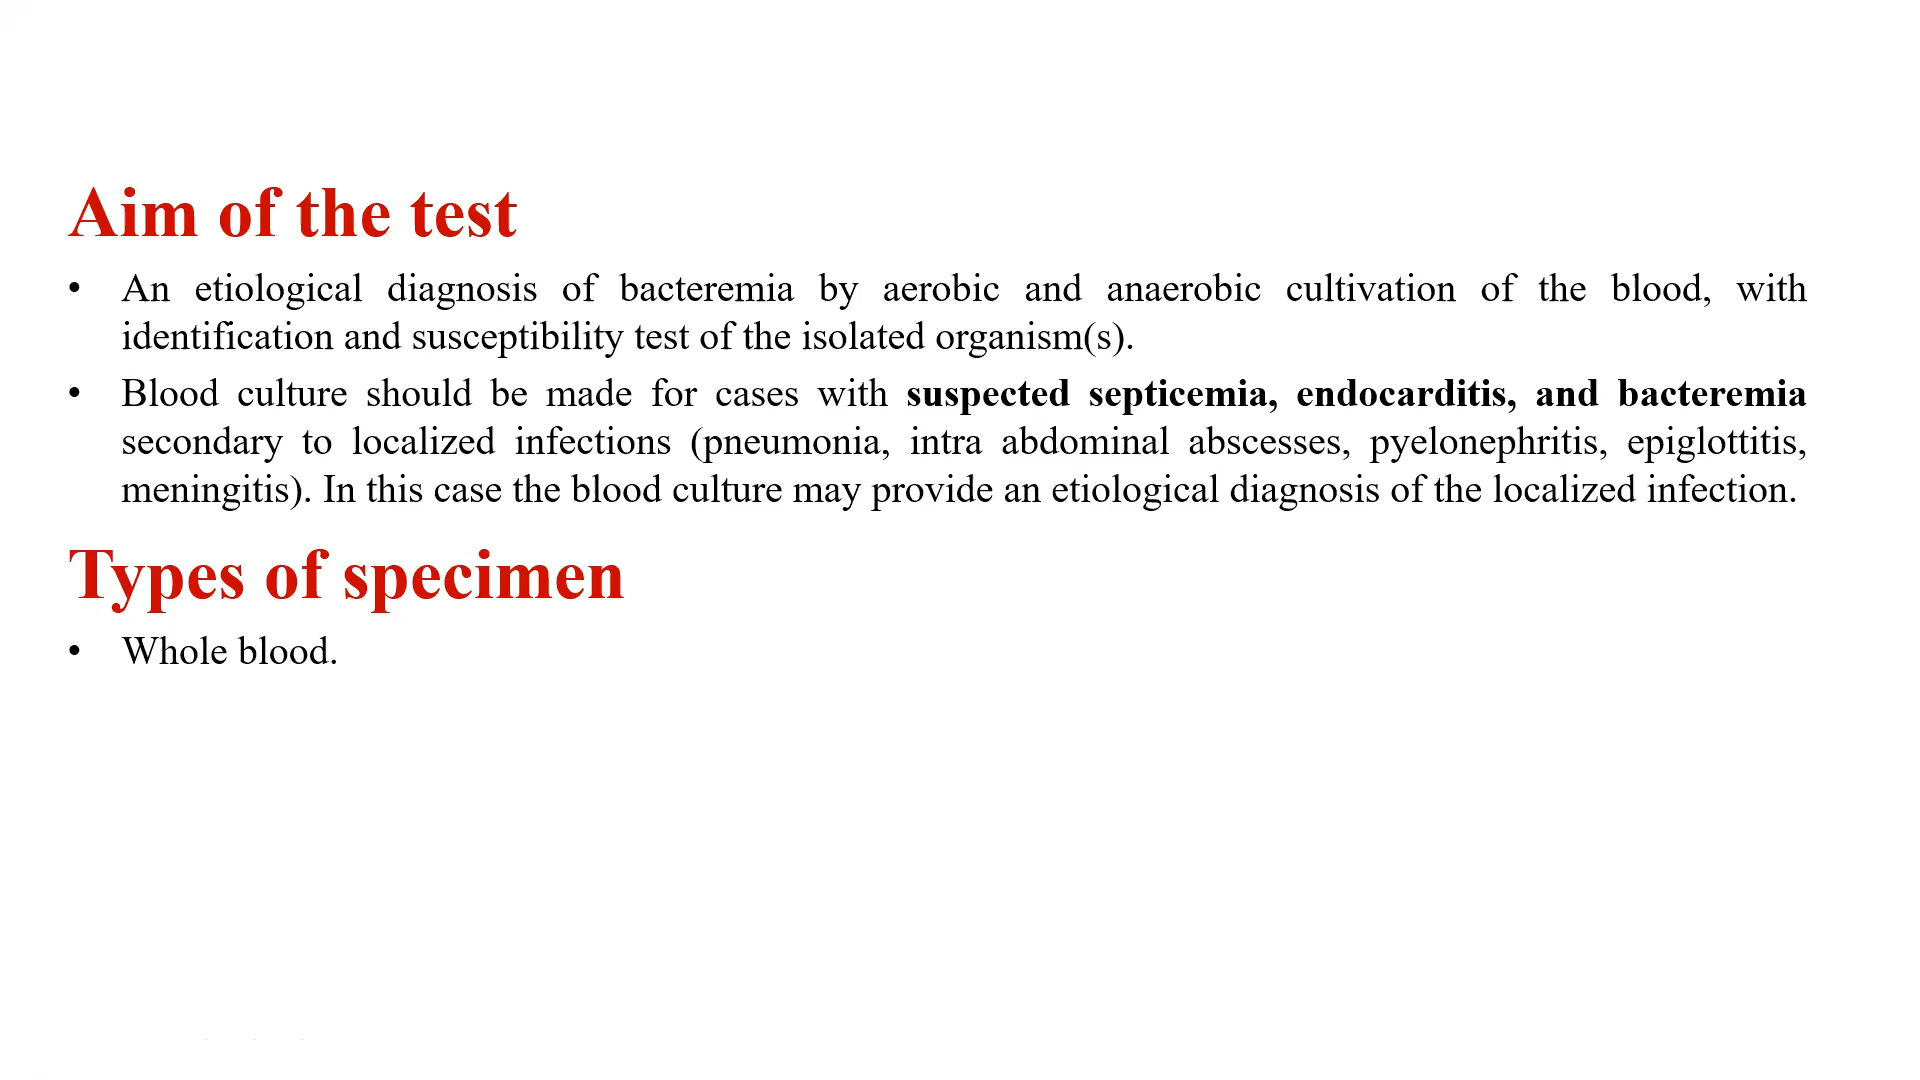 Aim of the test
• An etiological diagnosis of bacteremia by aerobic and anaerobic cultivation of the blood, with
identification and susceptibility test of the isolated organism(s).
• Blood culture should be made for cases with suspected septicemia, endocarditis, and bacteremia
secondary to localized infections (pneumonia, intra abdominal abscesses, pyelonephritis, epiglottitis,
meningitis). In this case the blood culture may provide an etiological diagnosis of the localized infection.
Types of specimen
• Whole blood.